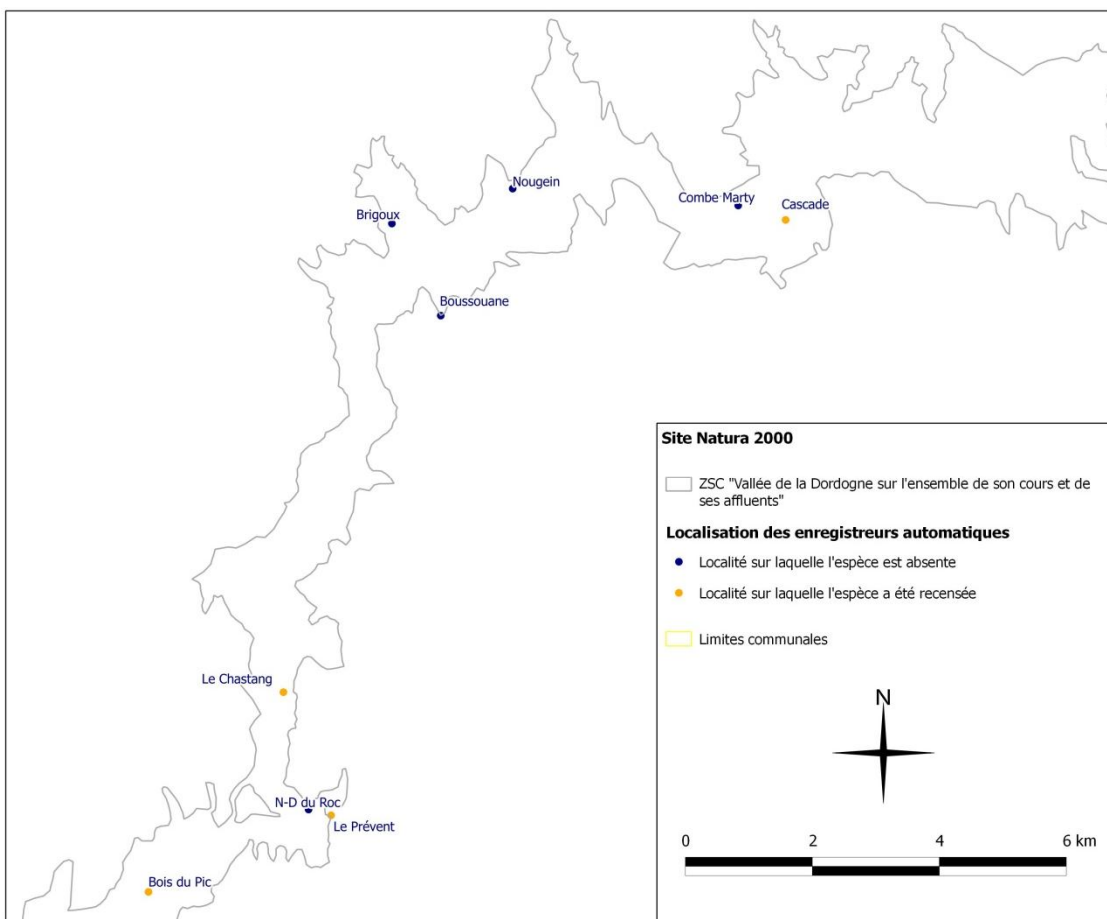 Nougein
Combe Marty
Cascade
Brigoux
Boussouane
Site Natura 2000
ZSC "Vallée de la Dordogne sur l'ensemble de son cours et de
ses affluents"
Localisation des enregistreurs automatiques
Localité sur laquelle l'espèce est absente
Localité sur laquelle l'espèce a été recensée
Limites communales
Le Chastang
N
N-D du Roc
Le Prévent
0 2 4 6 km
Bois du Pic